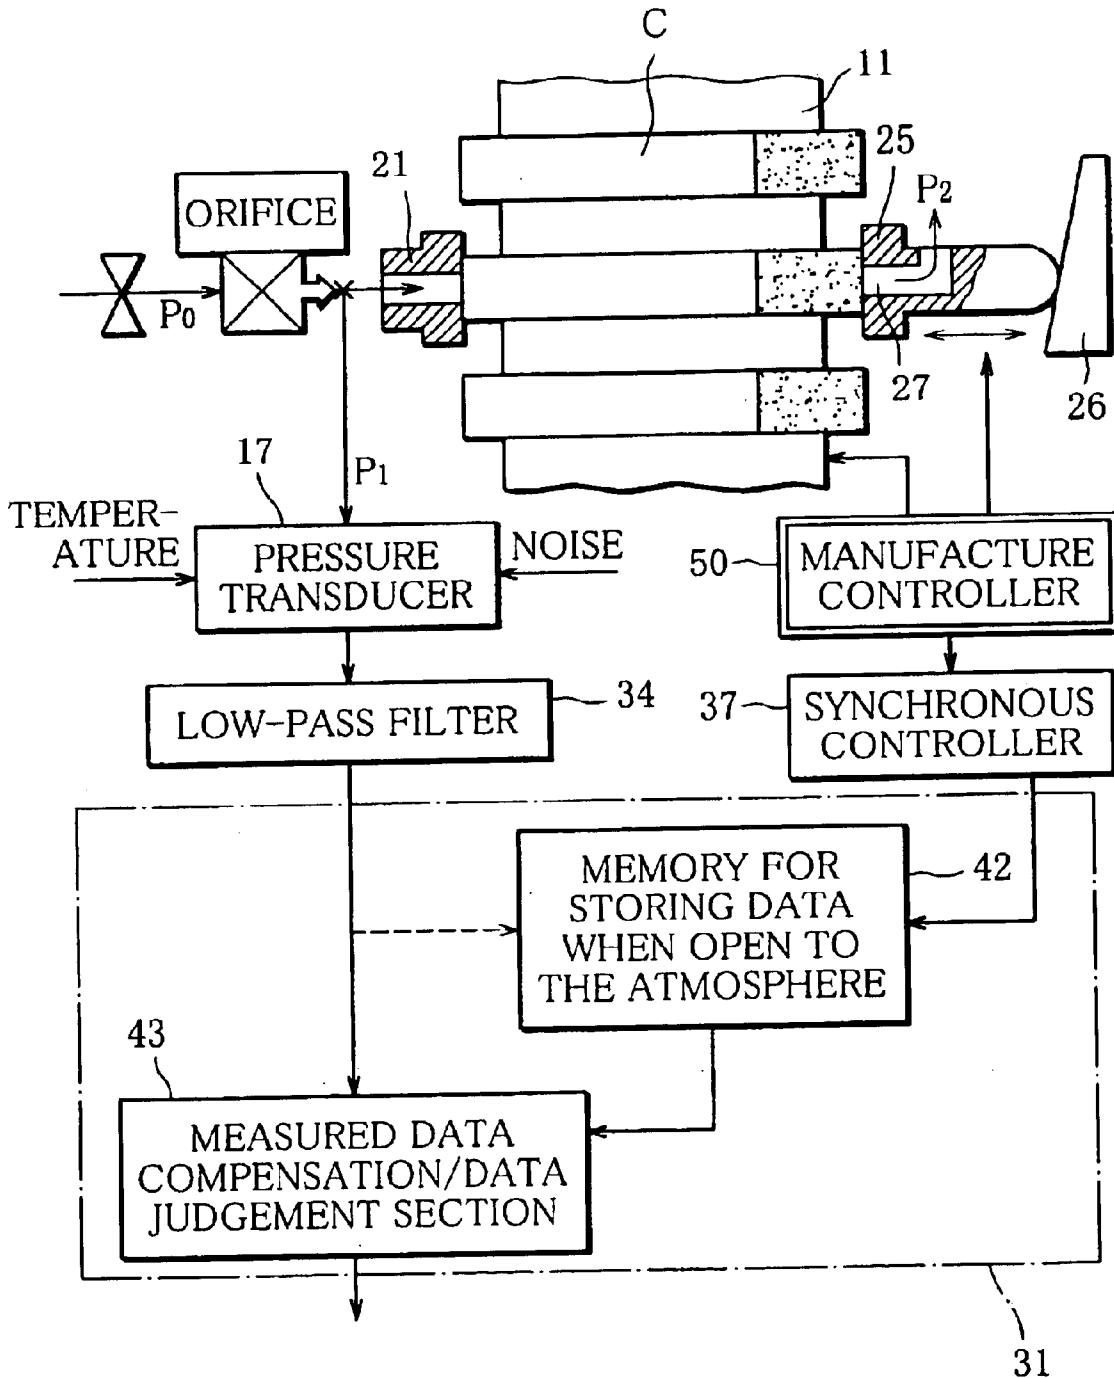 C
11
25
21
P2
ORIFICE
P0
27
26
17
P1
TEMPER-
ATURE
PRESSURE
TRANSDUCER
NOISE
50
MANUFACTURE
CONTROLLER
LOW-PASS FILTER
34
37
SYNCHRONOUS
CONTROLLER
MEMORY FOR
STORING DATA
WHEN OPEN TO
THE ATMOSPHERE
42
43
MEASURED DATA
COMPENSATION/DATA
JUDGEMENT SECTION
31